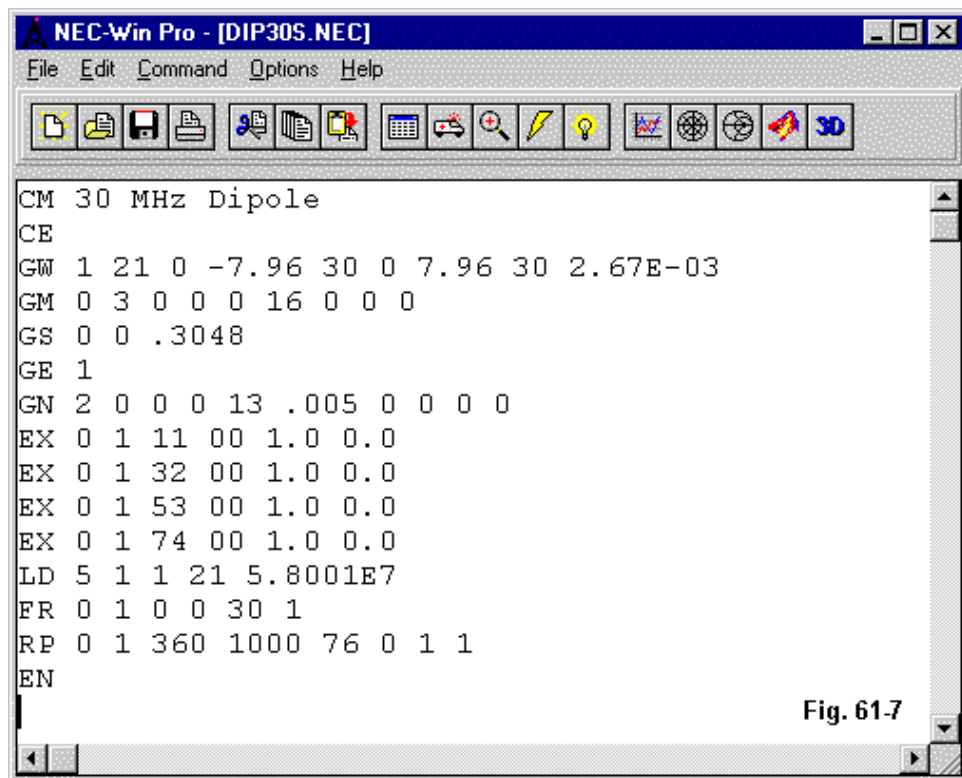 NEC-Win Pro - [DIP30S.NEC]
File Edit Command Options Help
3D
CM 30 MHz Dipole
CE
GW 1 21 0 -7.96 30 0 7.96 30 2.67E-03
GM 0 3 0 0 0 16 0 0 0
GS 0 0 .3048
GE 1
GN 2 0 0 0 13 .005 0 0 0 0
EX 0 1 11 00 1.0 0.0
EX 0 1 32 00 1.0 0.0
EX 0 1 53 00 1.0 0.0
EX 0 1 74 00 1.0 0.0
LD 5 1 1 21 5.8001E7
FR 0 1 0 0 30 1
RP 0 1 360 1000 76 0 1 1
EN
Fig. 61-7